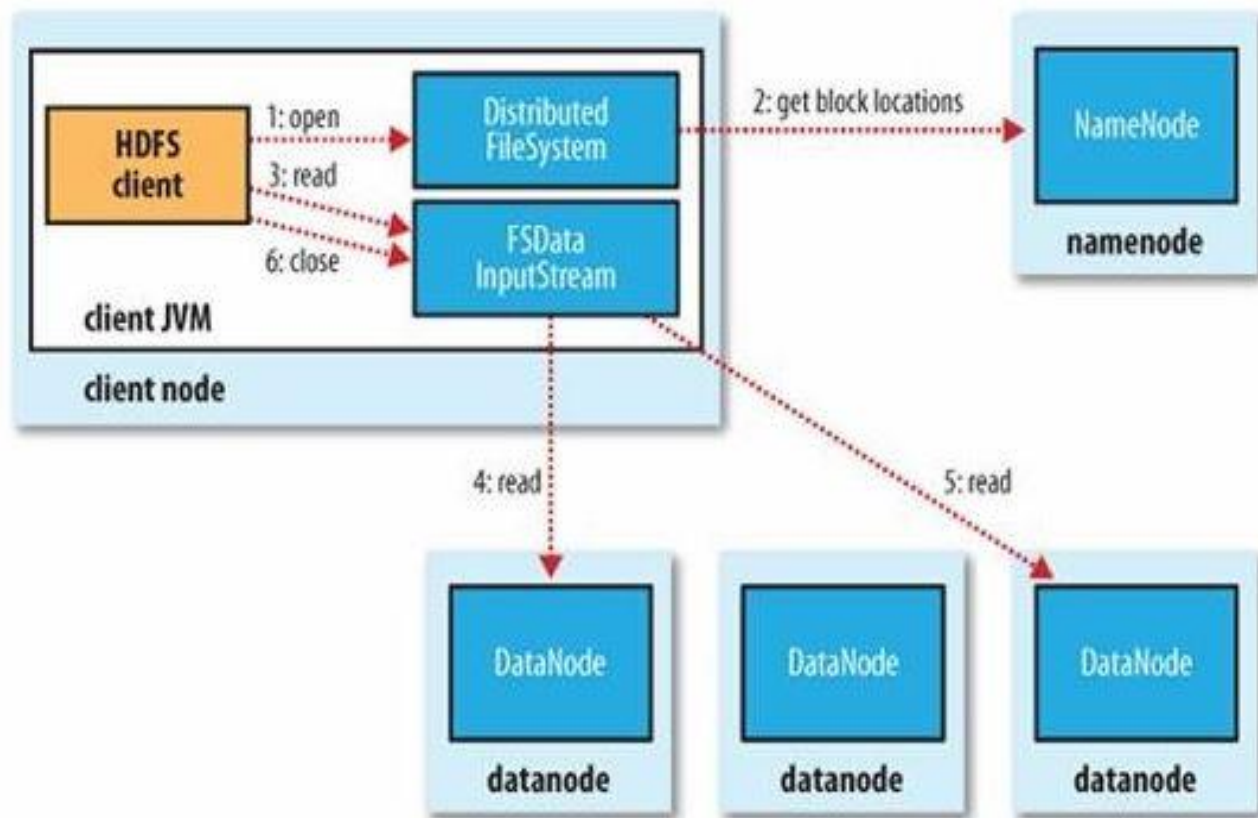 1: open
HDFS
client
3: read
6: close
Distributed
FileSystem
FSData
InputStream
client JVM
client node
2: get block locations
NameNode
namenode
4: read
5: read
DataNode
DataNode
DataNode
datanode
datanode
datanode